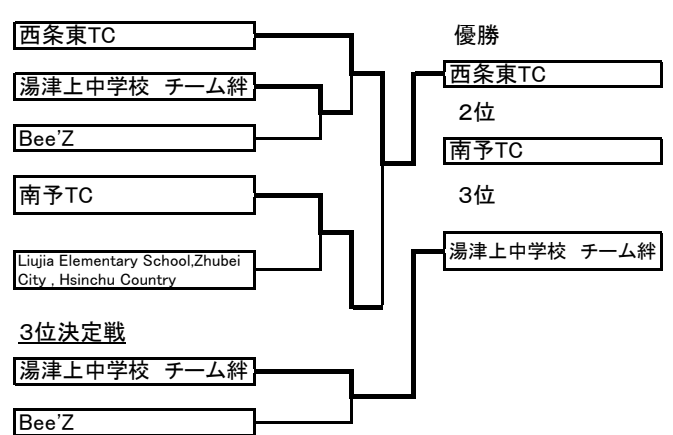 西条東TC
湯津上中学校　チーム絆
Bee'Z
南予TC
Liujia Elementary School,Zhubei
City , Hsinchu Country
3位決定戦
湯津上中学校　チーム絆
Bee'Z
優勝
西条東TC
2位
南予TC
3位
湯津上中学校　チーム絆